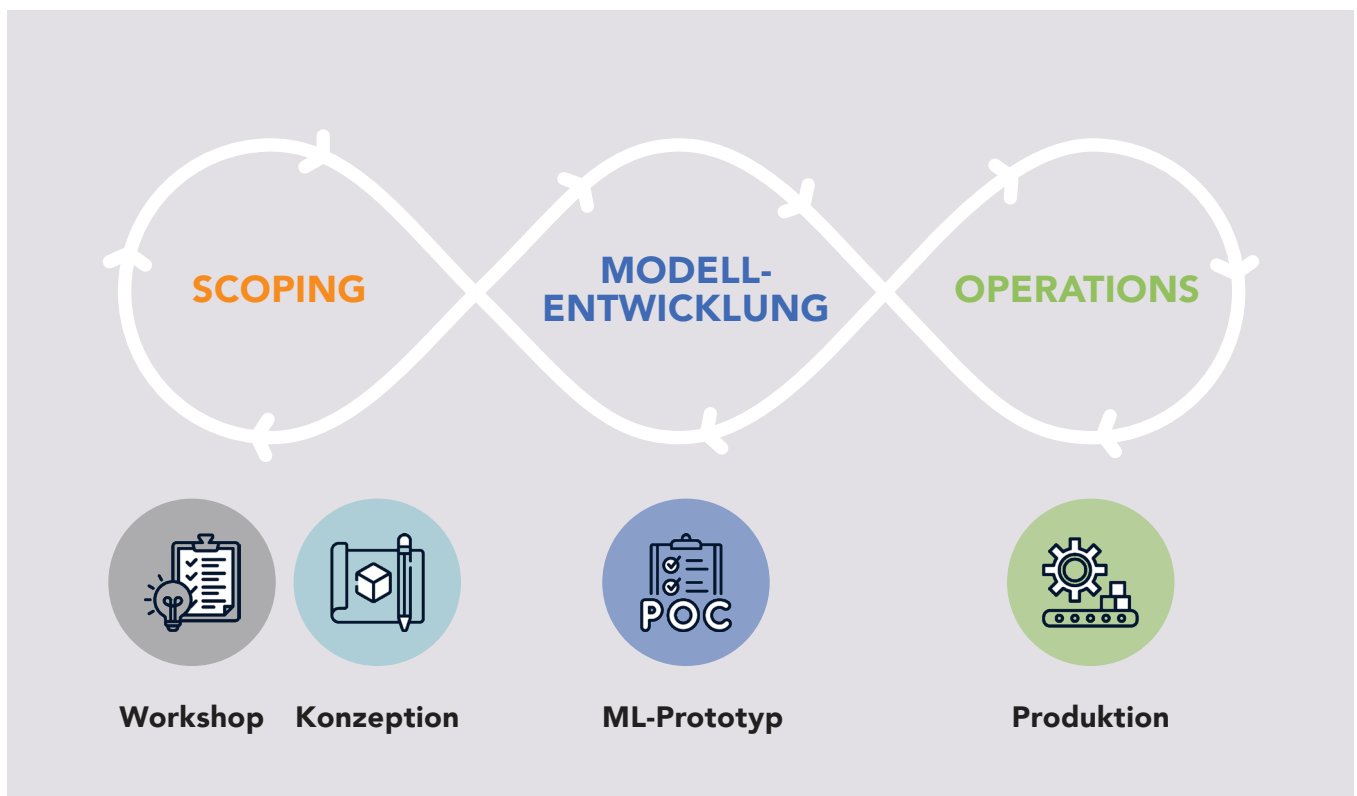 SCOPING
MODELL-
ENTWICKLUNG
OPERATIONS
POC
Workshop
Konzeption
ML-Prototyp
Produktion